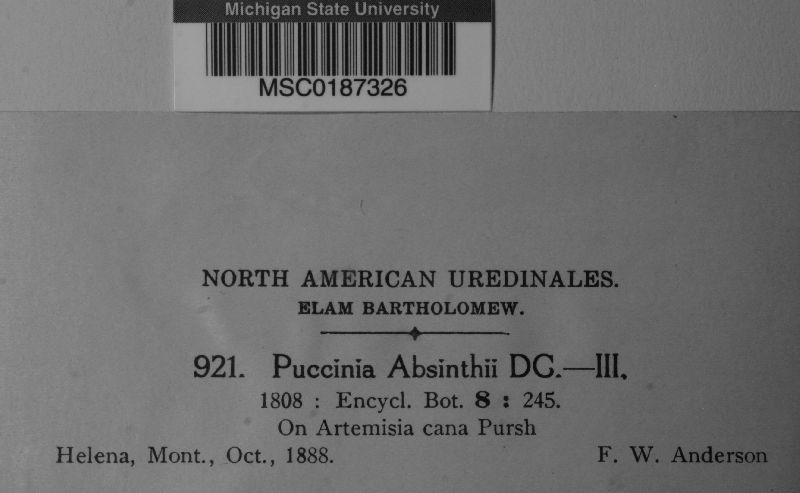 Michigan State University
MSC0187326
NORTH AMERICAN UREDINALES.
ELAM BARTHOLOMEW.
921. Puccinia Absinthii DC.—III.
1808 : Encycl. Bot. 8 : 245.
On Artemisia cana Pursh
Helena, Mont., Oct., 1888. F. W. Anderson